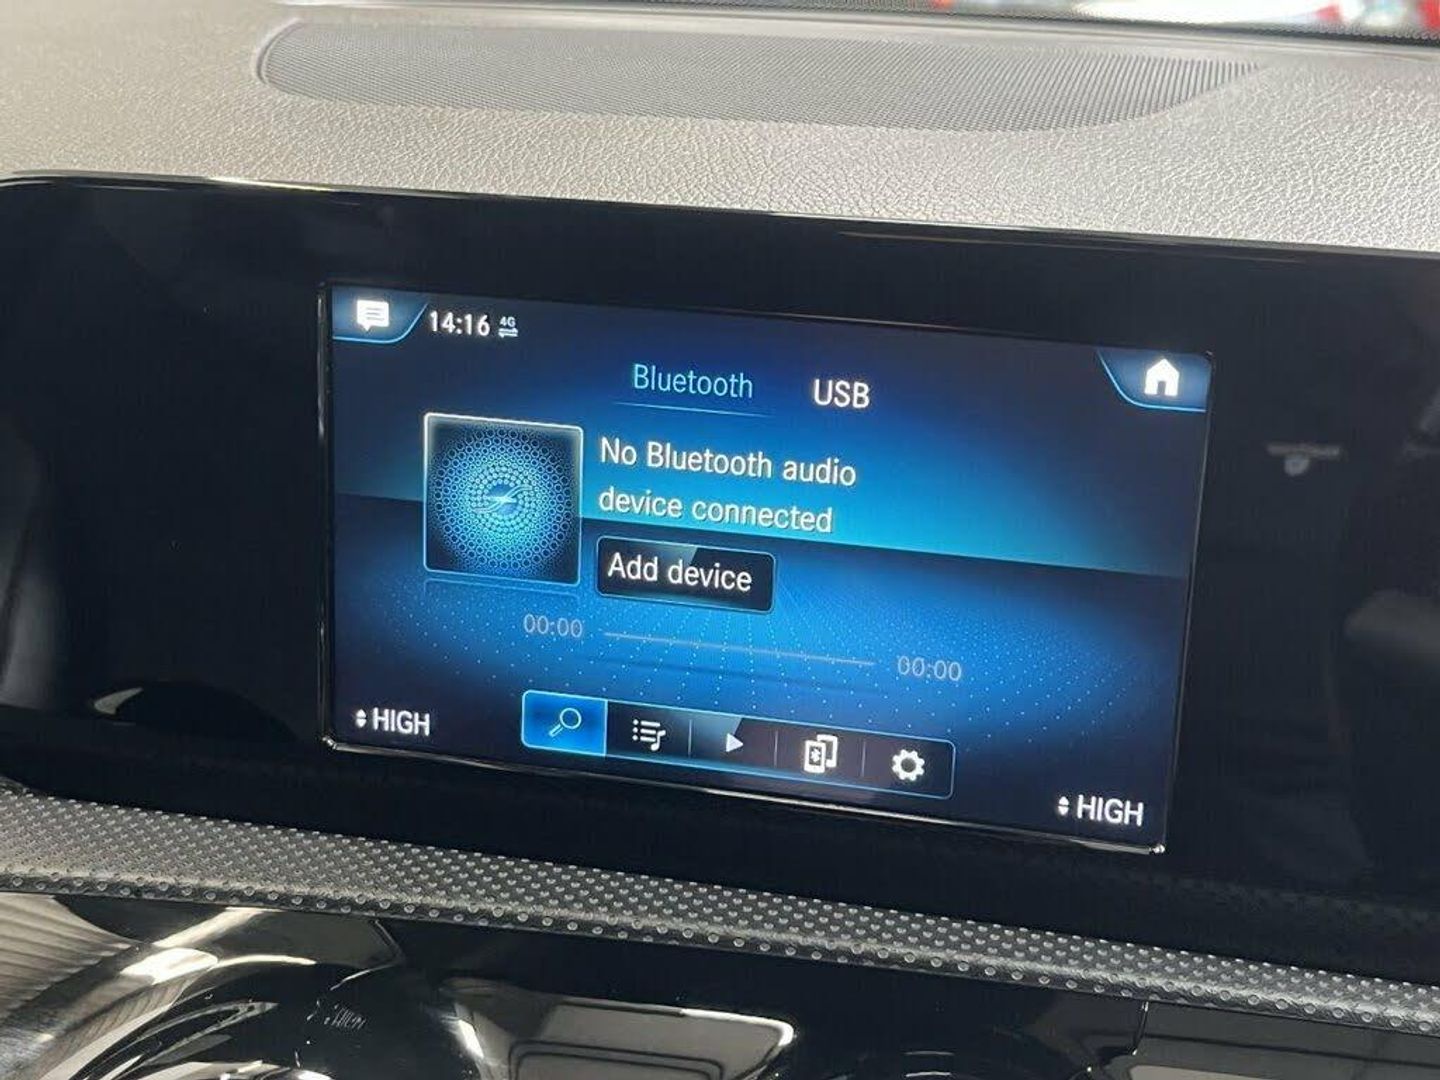 14:16 4G
Bluetooth USB
No Bluetooth audio
device connected
Add device
00:00 00:00
HIGH
HIGH